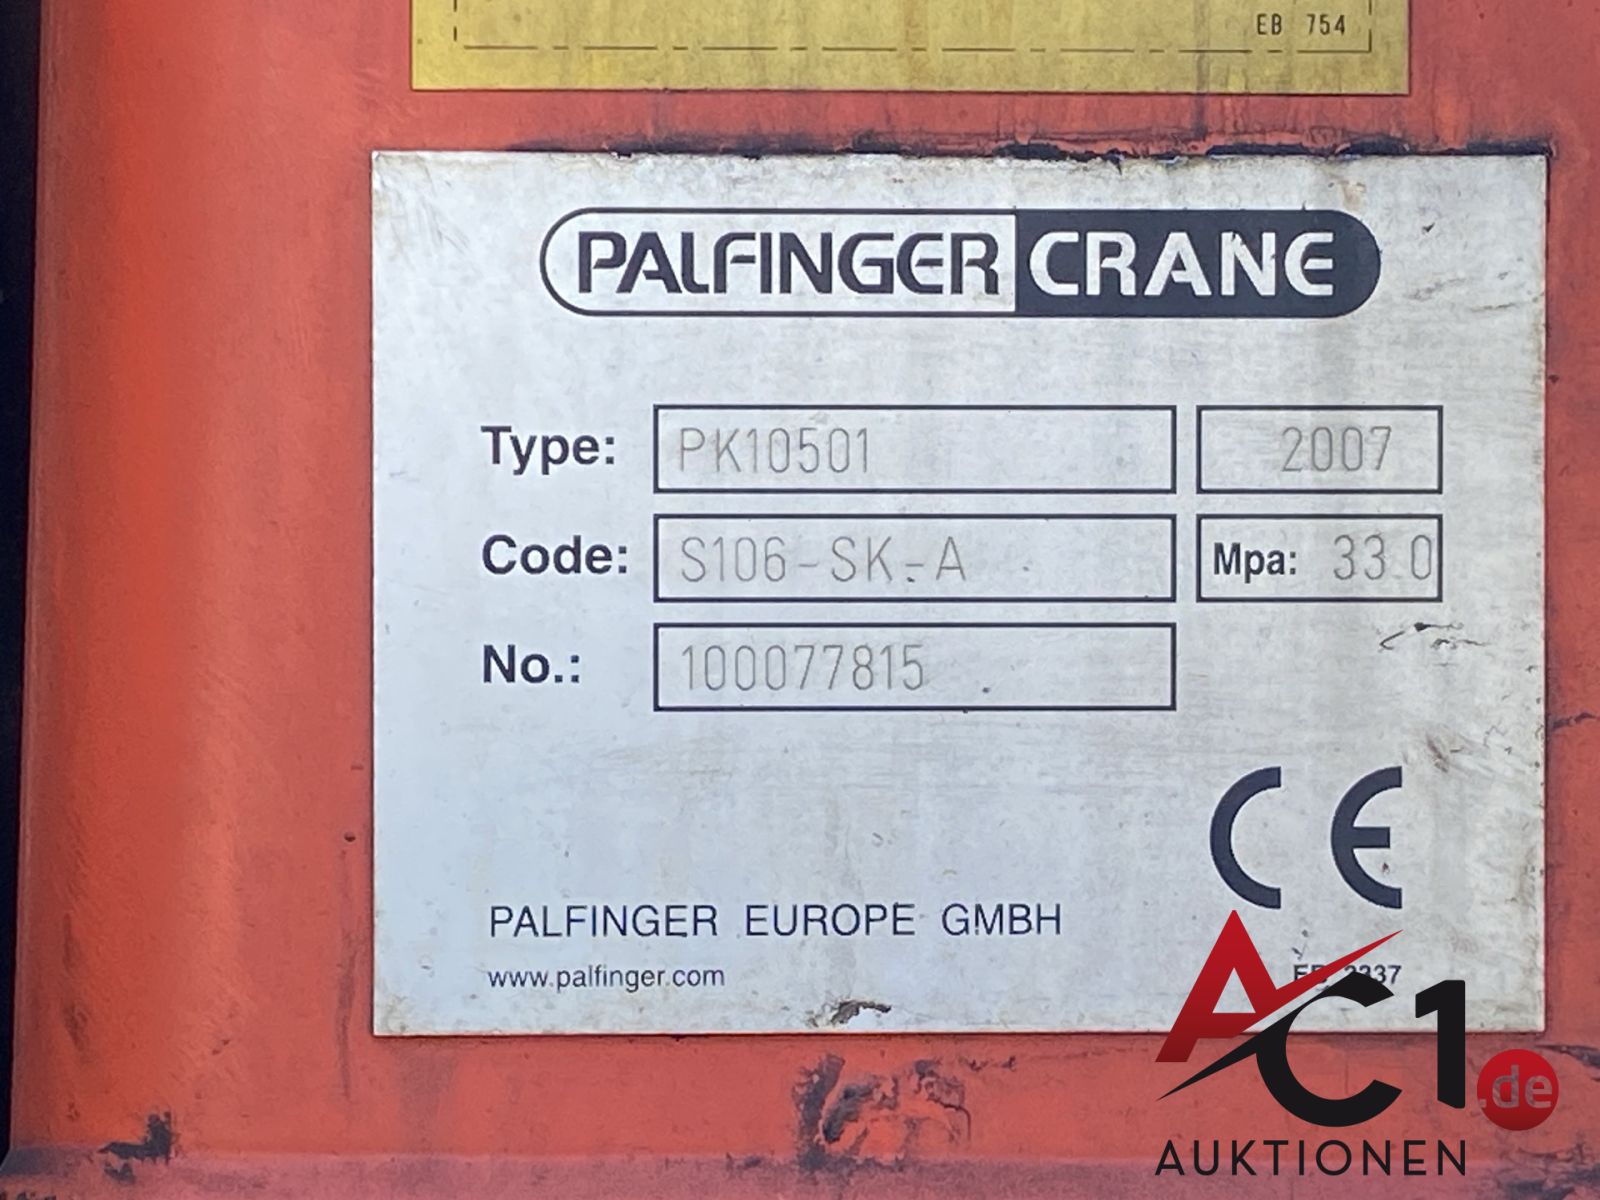 EB 754
PALFINGER CRANE
Type: PK10501 2007
Code: S106-SK-A Mpa: 33.0
No.: 100077815
CE
PALFINGER EUROPE GMBH
www.palfinger.com
AC1.de
AUKTIONEN